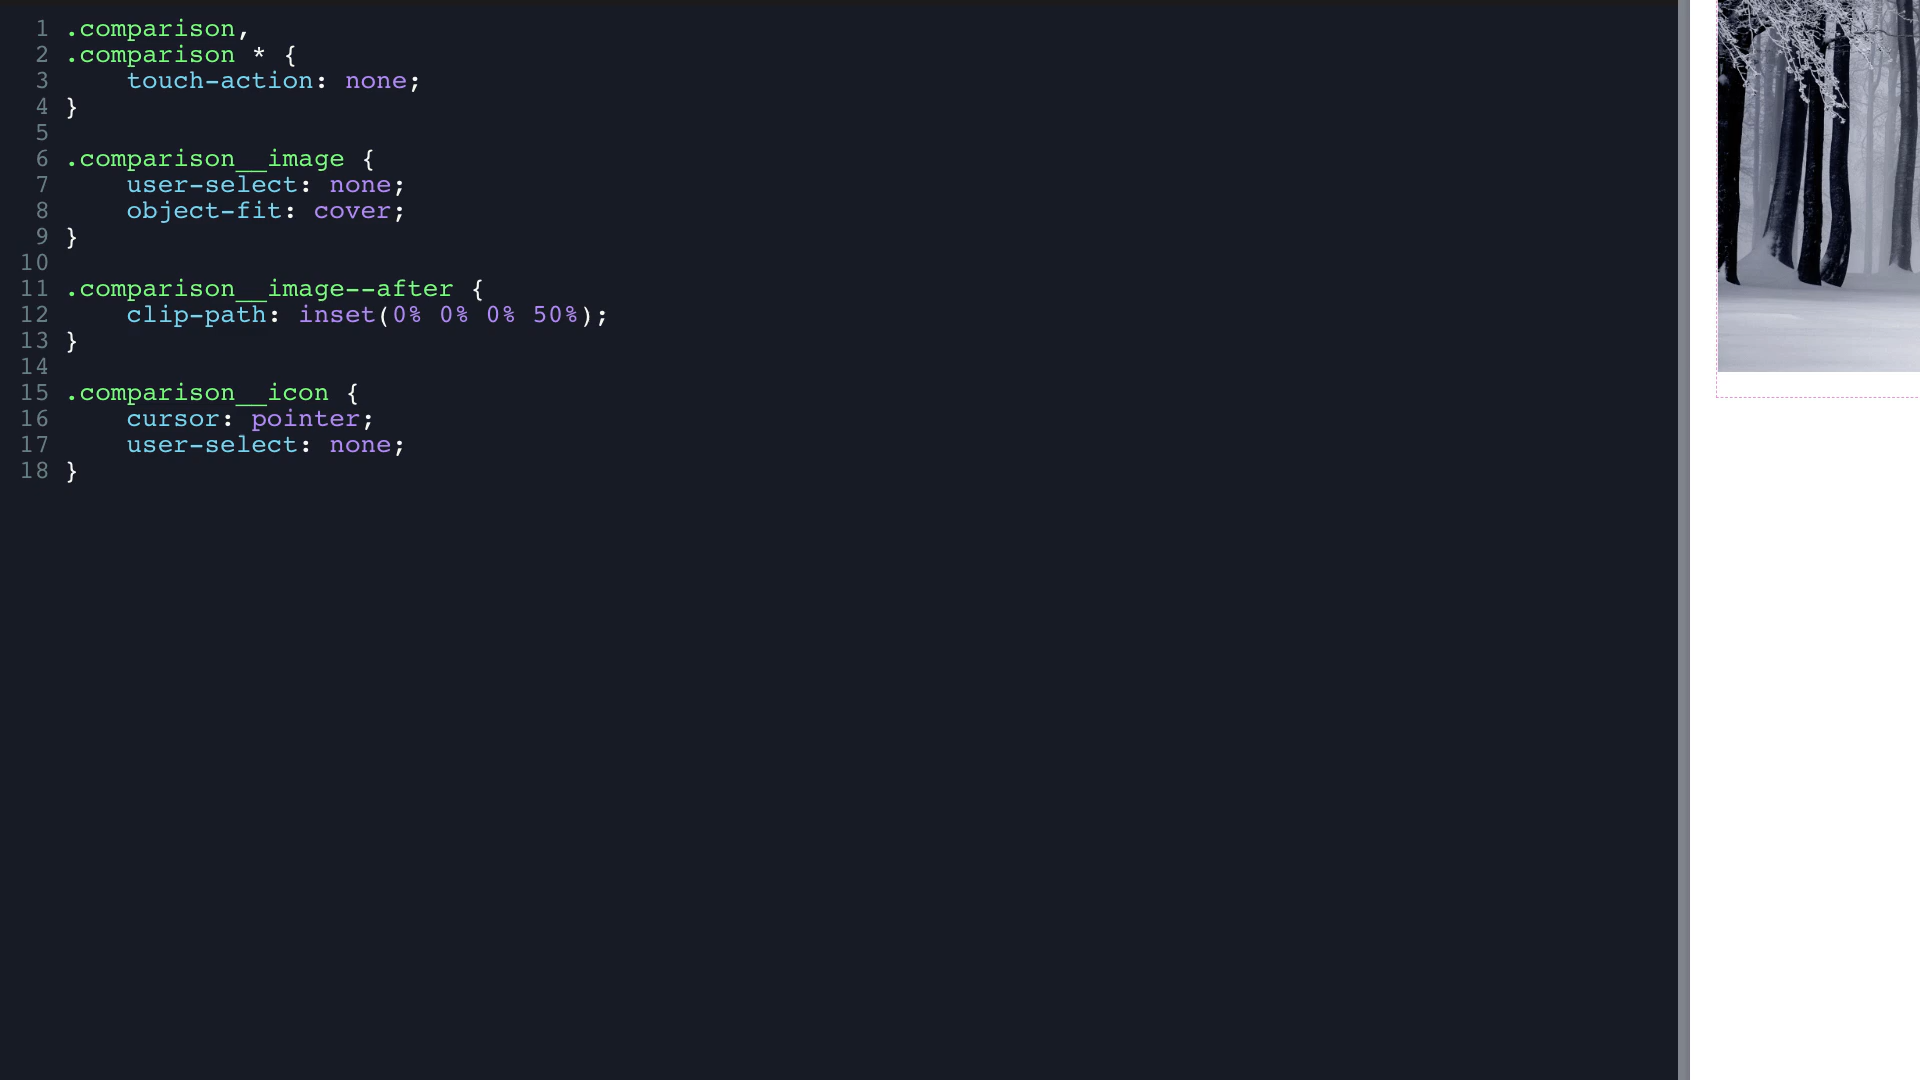 1 .comparison,
2 .comparison * {
3     touch-action: none;
4 }
5
6 .comparison__image {
7     user-select: none;
8     object-fit: cover;
9 }
10
11 .comparison__image--after {
12     clip-path: inset(0% 0% 0% 50%);
13 }
14
15 .comparison__icon {
16     cursor: pointer;
17     user-select: none;
18 }